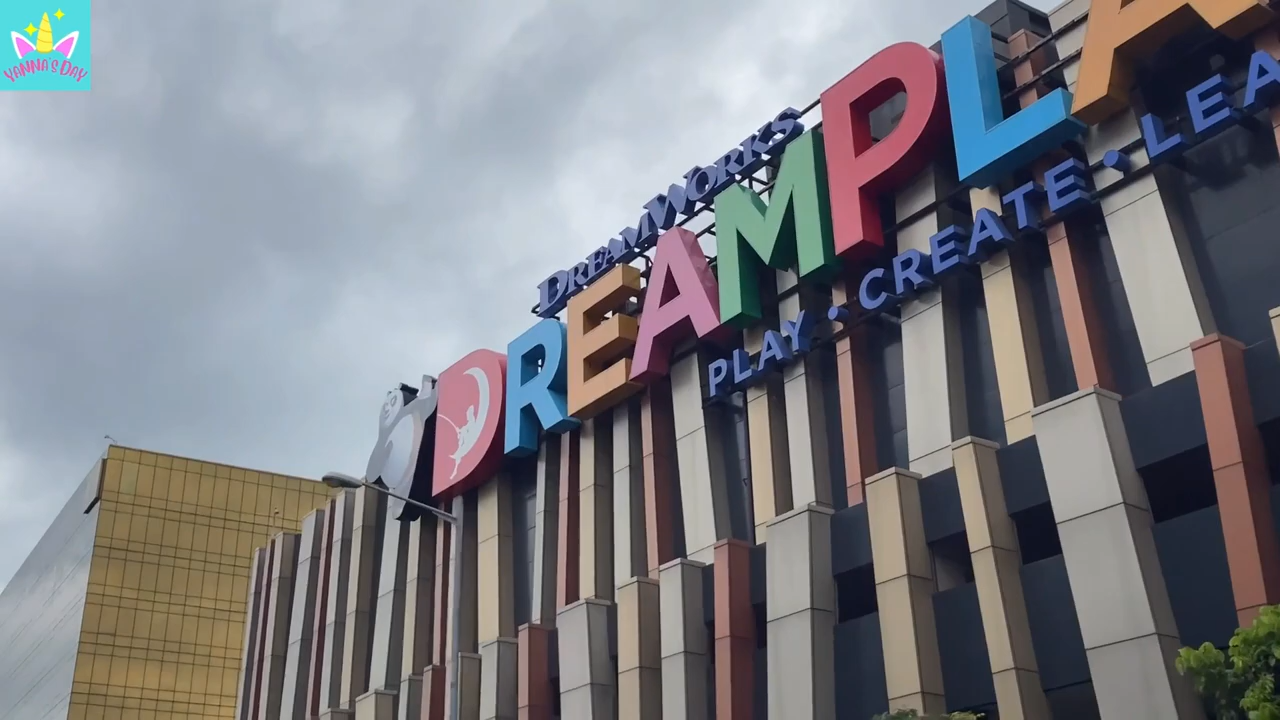 YANNA'S DAY
DREAMWORKS
DREAMPLA
PLAY • CREATE • LEA